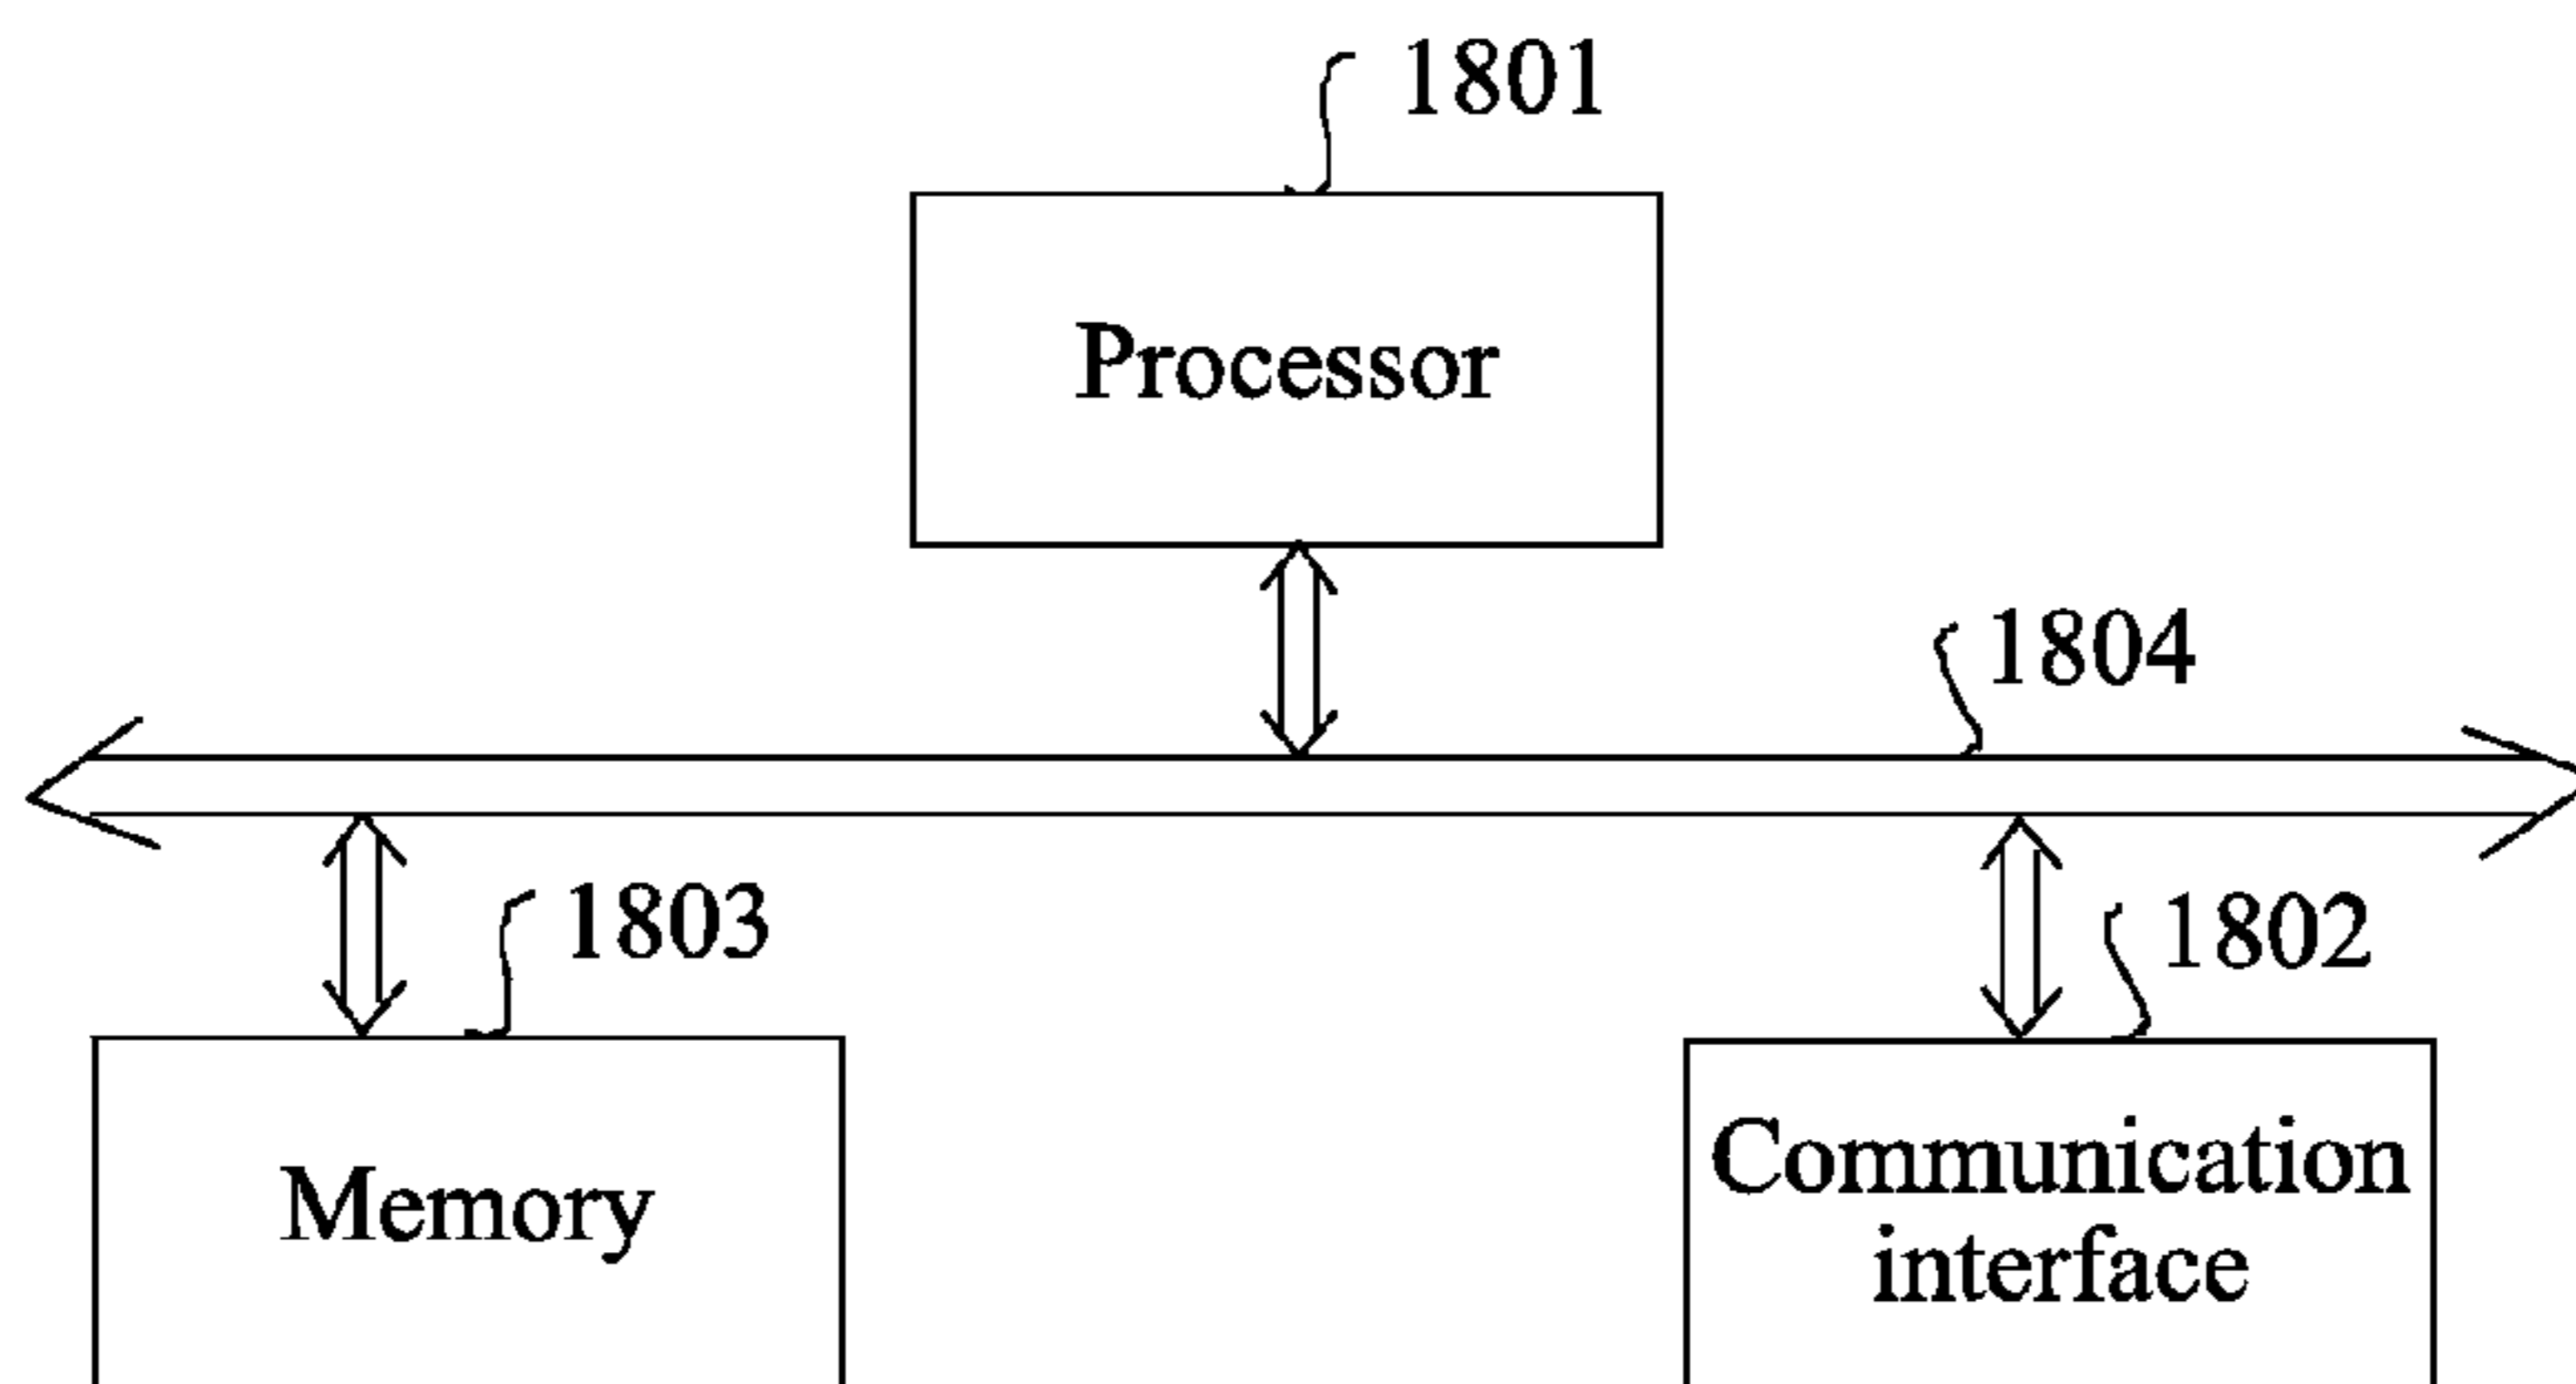 1801
Processor
1804
1803
1802
Memory
Communication
interface